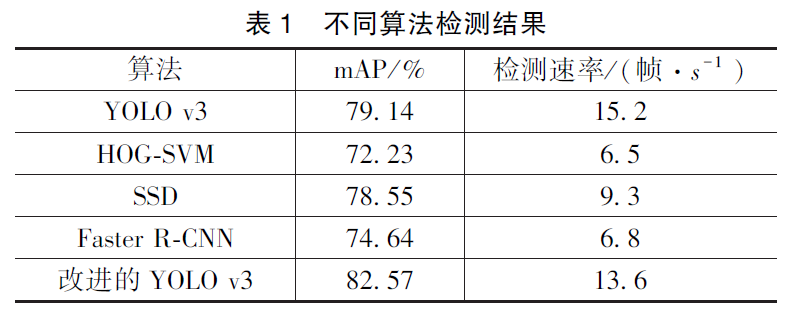 表 1 不同算法检测结果
算法 mAP/% 检测速率/(帧·s⁻¹)
YOLO v3 79.14 15.2
HOG-SVM 72.23 6.5
SSD 78.55 9.3
Faster R-CNN 74.64 6.8
改进的 YOLO v3 82.57 13.6